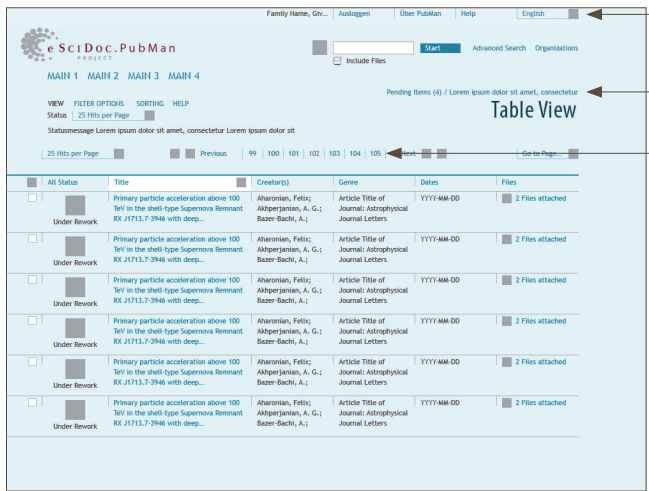 Family Name, Giv... Ausloggen Über PubMan Help English
eSciDoc.PubMan
PROJECT
Start Advanced Search Organizations
Include Files
MAIN 1 MAIN 2 MAIN 3 MAIN 4
Pending Items (4) / Lorem ipsum dolor sit amet, consectetur
Table View
VIEW FILTER OPTIONS SORTING HELP
Status 25 Hits per Page
Statusmessage Lorem ipsum dolor sit amet, consectetur Lorem ipsum dolor sit
25 Hits per Page Previous 99 100 101 102 103 104 105 Next Go to Page...
All Status Title Creator(s) Genre Dates Files
Primary particle acceleration above 100 Aharonian, Felix; Article Title of YYYY-MM-DD 2 Files attached
TeV in the shell-type Supernova Remnant Akhperjanian, A. G.; Journal: Astrophysical
RX J1713.7-3946 with deep... Bazer-Bachi, A.; Journal Letters
Under Rework
Primary particle acceleration above 100 Aharonian, Felix; Article Title of YYYY-MM-DD 2 Files attached
TeV in the shell-type Supernova Remnant Akhperjanian, A. G.; Journal: Astrophysical
RX J1713.7-3946 with deep... Bazer-Bachi, A.; Journal Letters
Under Rework
Primary particle acceleration above 100 Aharonian, Felix; Article Title of YYYY-MM-DD 2 Files attached
TeV in the shell-type Supernova Remnant Akhperjanian, A. G.; Journal: Astrophysical
RX J1713.7-3946 with deep... Bazer-Bachi, A.; Journal Letters
Under Rework
Primary particle acceleration above 100 Aharonian, Felix; Article Title of YYYY-MM-DD 2 Files attached
TeV in the shell-type Supernova Remnant Akhperjanian, A. G.; Journal: Astrophysical
RX J1713.7-3946 with deep... Bazer-Bachi, A.; Journal Letters
Under Rework
Primary particle acceleration above 100 Aharonian, Felix; Article Title of YYYY-MM-DD 2 Files attached
TeV in the shell-type Supernova Remnant Akhperjanian, A. G.; Journal: Astrophysical
RX J1713.7-3946 with deep... Bazer-Bachi, A.; Journal Letters
Under Rework
Primary particle acceleration above 100 Aharonian, Felix; Article Title of YYYY-MM-DD 2 Files attached
TeV in the shell-type Supernova Remnant Akhperjanian, A. G.; Journal: Astrophysical
RX J1713.7-3946 with deep... Bazer-Bachi, A.; Journal Letters
Under Rework